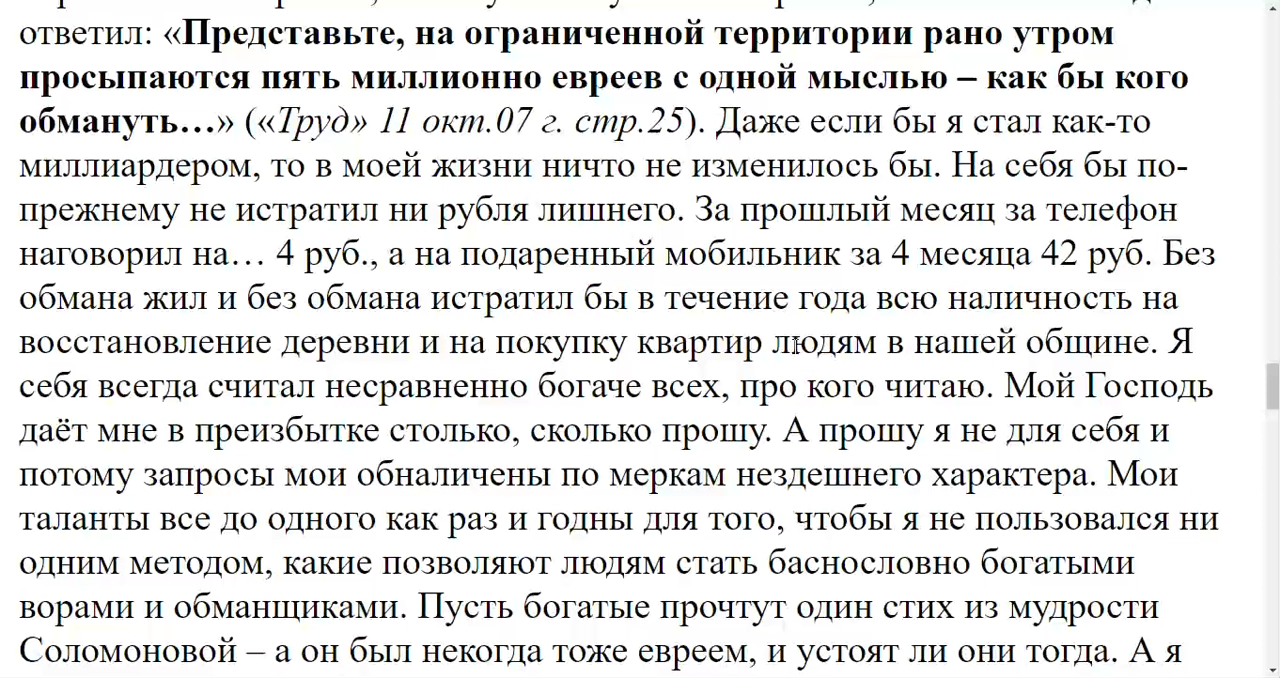 ответил: «Представьте, на ограниченной территории рано утром
просыпаются пять миллионно евреев с одной мыслью – как бы кого
обмануть…» («Труд» 11 окт.07 г. стр.25). Даже если бы я стал как-то
миллиардером, то в моей жизни ничто не изменилось бы. На себя бы по-
прежнему не истратил ни рубля лишнего. За прошлый месяц за телефон
наговорил на… 4 руб., а на подаренный мобильник за 4 месяца 42 руб. Без
обмана жил и без обмана истратил бы в течение года всю наличность на
восстановление деревни и на покупку квартир людям в нашей общине. Я
себя всегда считал несравненно богаче всех, про кого читаю. Мой Господь
даёт мне в преизбытке столько, сколько прошу. А прошу я не для себя и
потому запросы мои обналичены по меркам нездешнего характера. Мои
таланты все до одного как раз и годны для того, чтобы я не пользовался ни
одним методом, какие позволяют людям стать баснословно богатыми
ворами и обманщиками. Пусть богатые прочтут один стих из мудрости
Соломоновой – а он был некогда тоже евреем, и устоят ли они тогда. А я